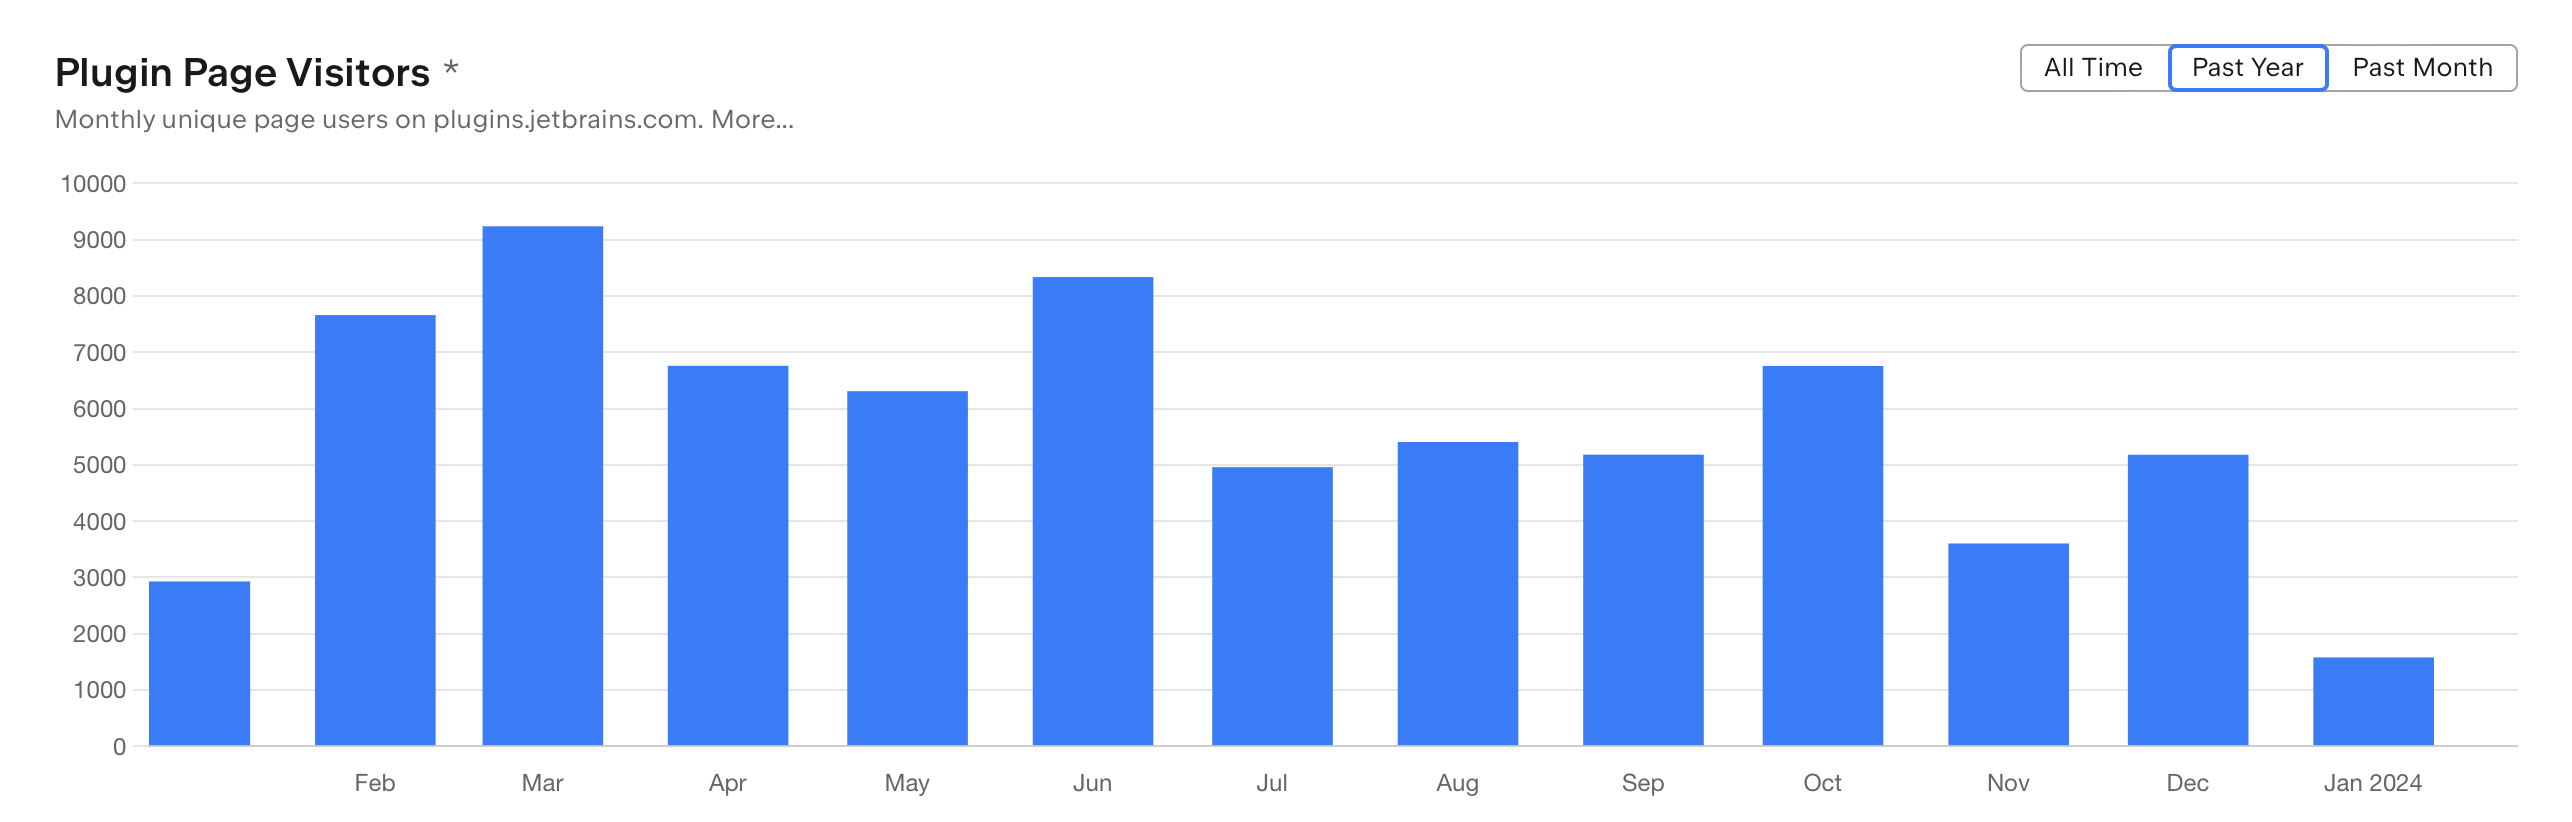 Plugin Page Visitors *
All Time Past Year Past Month
Monthly unique page users on plugins.jetbrains.com. More...
10000
9000
8000
7000
6000
5000
4000
3000
2000
1000
0
Feb Mar Apr May Jun Jul Aug Sep Oct Nov Dec Jan 2024